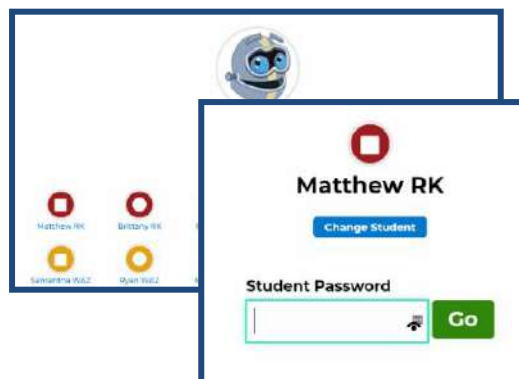 Matthew RK
Brittany RK
Samantha WAZ
Ryan WAZ
Matthew RK
Change Student
Student Password
Go